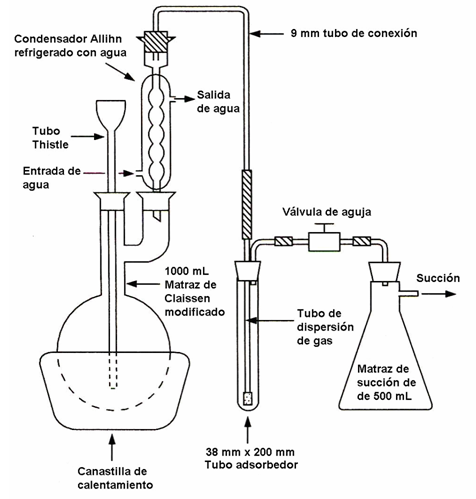 Condensador Allihn
refrigerado con agua
9 mm tubo de conexión
Salida
de agua
Tubo
Thistle
Entrada de
agua
Válvula de aguja
1000 mL
Matraz de
Claissen
modificado
Succión
Tubo de
dispersión
de gas
Matraz de
succión de
de 500 mL
38 mm x 200 mm
Tubo adsorbedor
Canastilla de
calentamiento